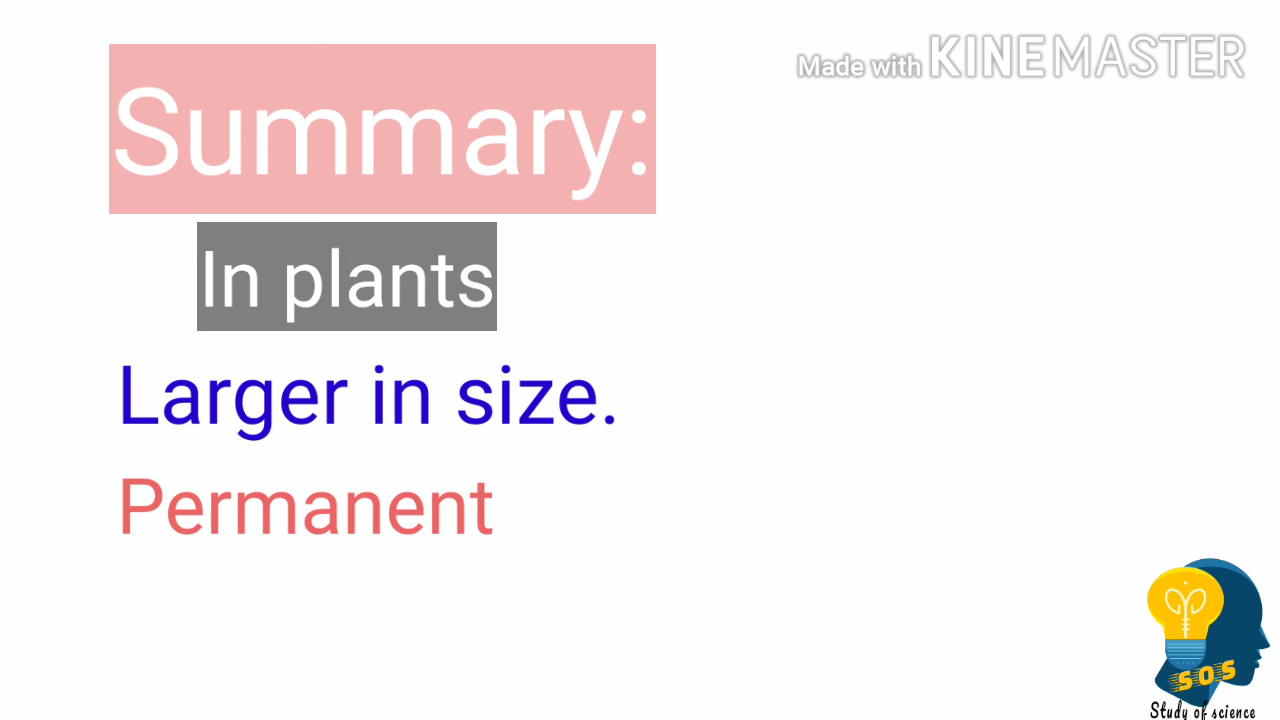 Made with KINEMASTER
Summary:
In plants
Larger in size.
Permanent
SOS
Study of science